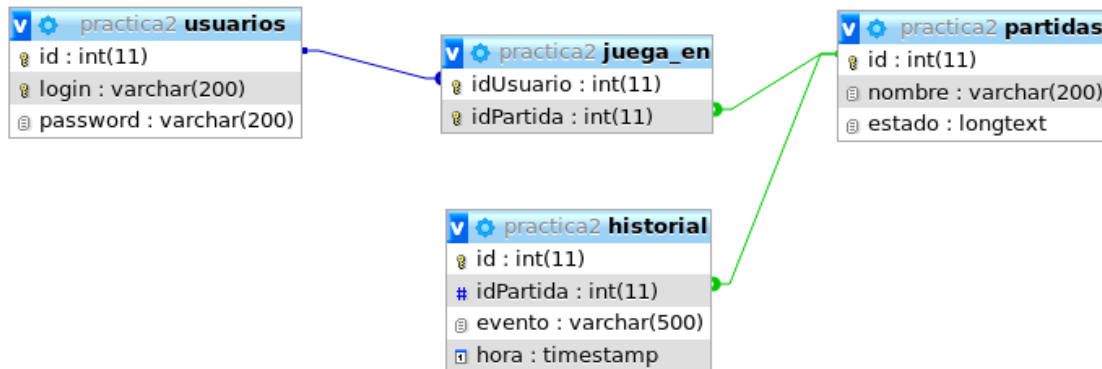 practica2 usuarios
id : int(11)
login : varchar(200)
password : varchar(200)
practica2 juega_en
idUsuario : int(11)
idPartida : int(11)
practica2 partidas
id : int(11)
nombre : varchar(200)
estado : longtext
practica2 historial
id : int(11)
# idPartida : int(11)
evento : varchar(500)
hora : timestamp